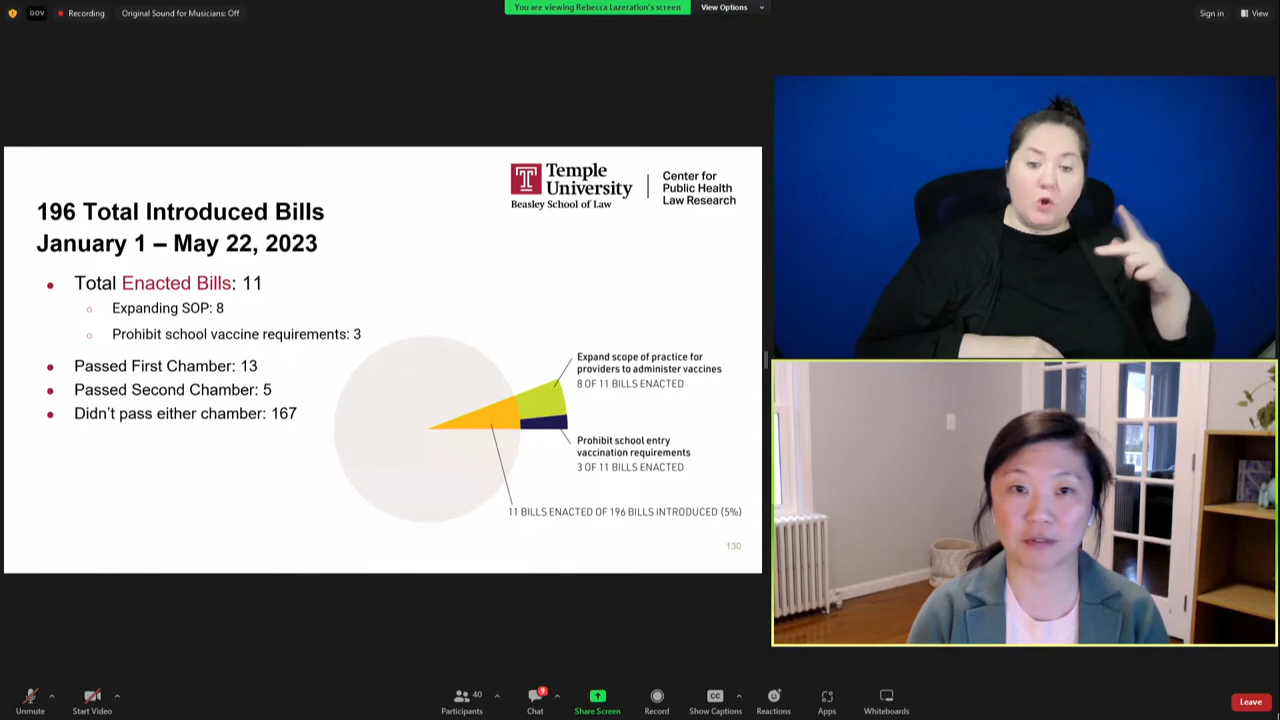 GOV
Recording
Original Sound for Musicians: Off
You are viewing Rebecca Lazeration's screen
View Options
Sign in
View
Temple
University
Beasley School of Law
Center for
Public Health
Law Research
196 Total Introduced Bills
January 1 – May 22, 2023
Total Enacted Bills: 11
Expanding SOP: 8
Prohibit school vaccine requirements: 3
Passed First Chamber: 13
Passed Second Chamber: 5
Didn't pass either chamber: 167
Expand scope of practice for
providers to administer vaccines
8 OF 11 BILLS ENACTED
Prohibit school entry
vaccination requirements
3 OF 11 BILLS ENACTED
11 BILLS ENACTED OF 196 BILLS INTRODUCED (5%)
130
Unmute
Start Video
40
Participants
9
Chat
Share Screen
Record
CC
Show Captions
Reactions
Apps
Whiteboards
Leave